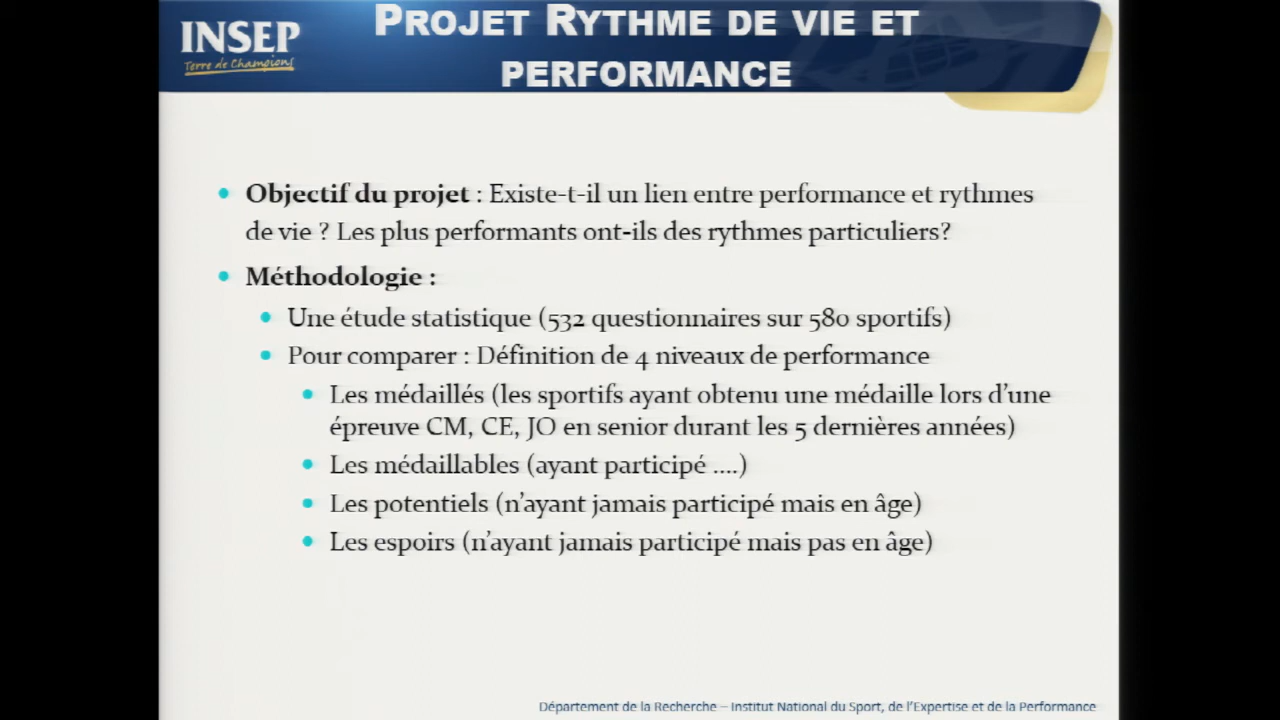 INSEP
Terre de Champions
PROJET RYTHME DE VIE ET
PERFORMANCE
• Objectif du projet : Existe-t-il un lien entre performance et rythmes
de vie ? Les plus performants ont-ils des rythmes particuliers?
• Méthodologie :
• Une étude statistique (532 questionnaires sur 580 sportifs)
• Pour comparer : Définition de 4 niveaux de performance
• Les médaillés (les sportifs ayant obtenu une médaille lors d'une
épreuve CM, CE, JO en senior durant les 5 dernières années)
• Les médaillables (ayant participé ....)
• Les potentiels (n'ayant jamais participé mais en âge)
• Les espoirs (n'ayant jamais participé mais pas en âge)
Département de la Recherche – Institut National du Sport, de l'Expertise et de la Performance